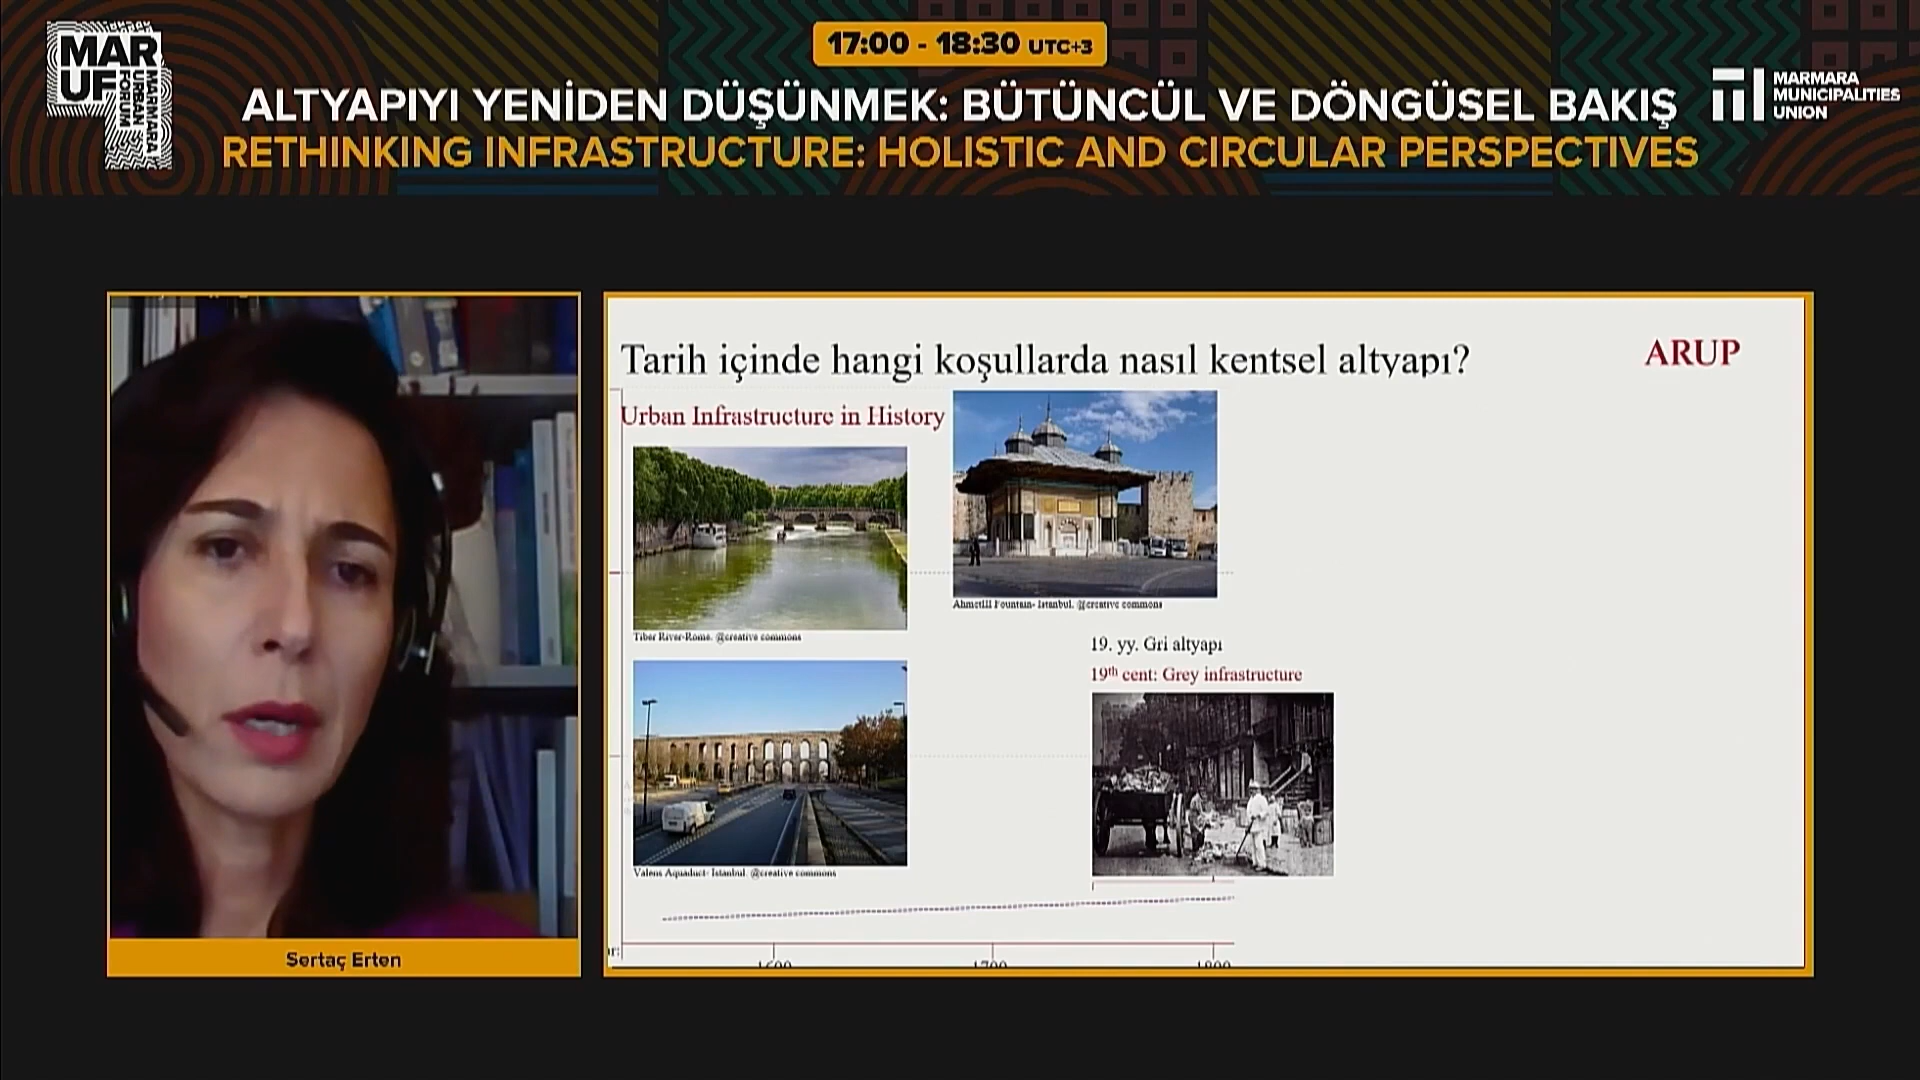 MAR
UF
MARMARA
URBAN
FORUM
17:00 - 18:30 UTC+3
ALTYAPIYI YENİDEN DÜŞÜNMEK: BÜTÜNCÜL VE DÖNGÜSEL BAKIŞ
RETHINKING INFRASTRUCTURE: HOLISTIC AND CIRCULAR PERSPECTIVES
MARMARA
MUNICIPALITIES
UNION
Tarih içinde hangi koşullarda nasıl kentsel altyapı?
ARUP
Urban Infrastructure in History
Tiber River-Rome. @creative commons
AhmetIII Fountain- Istanbul. @creative commons
Valens Aquaduct- Istanbul. @creative commons
19. yy. Gri altyapı
19th cent: Grey infrastructure
1600 1700 1800
Sertaç Erten